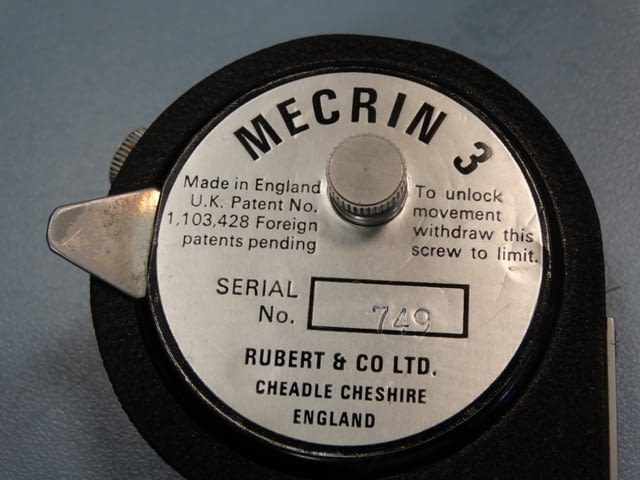 MECRIN 3
Made in England
U.K. Patent No.
1,103,428 Foreign
patents pending
To unlock
movement
withdraw this
screw to limit.
SERIAL
No.
749
RUBERT & CO LTD.
CHEADLE CHESHIRE
ENGLAND